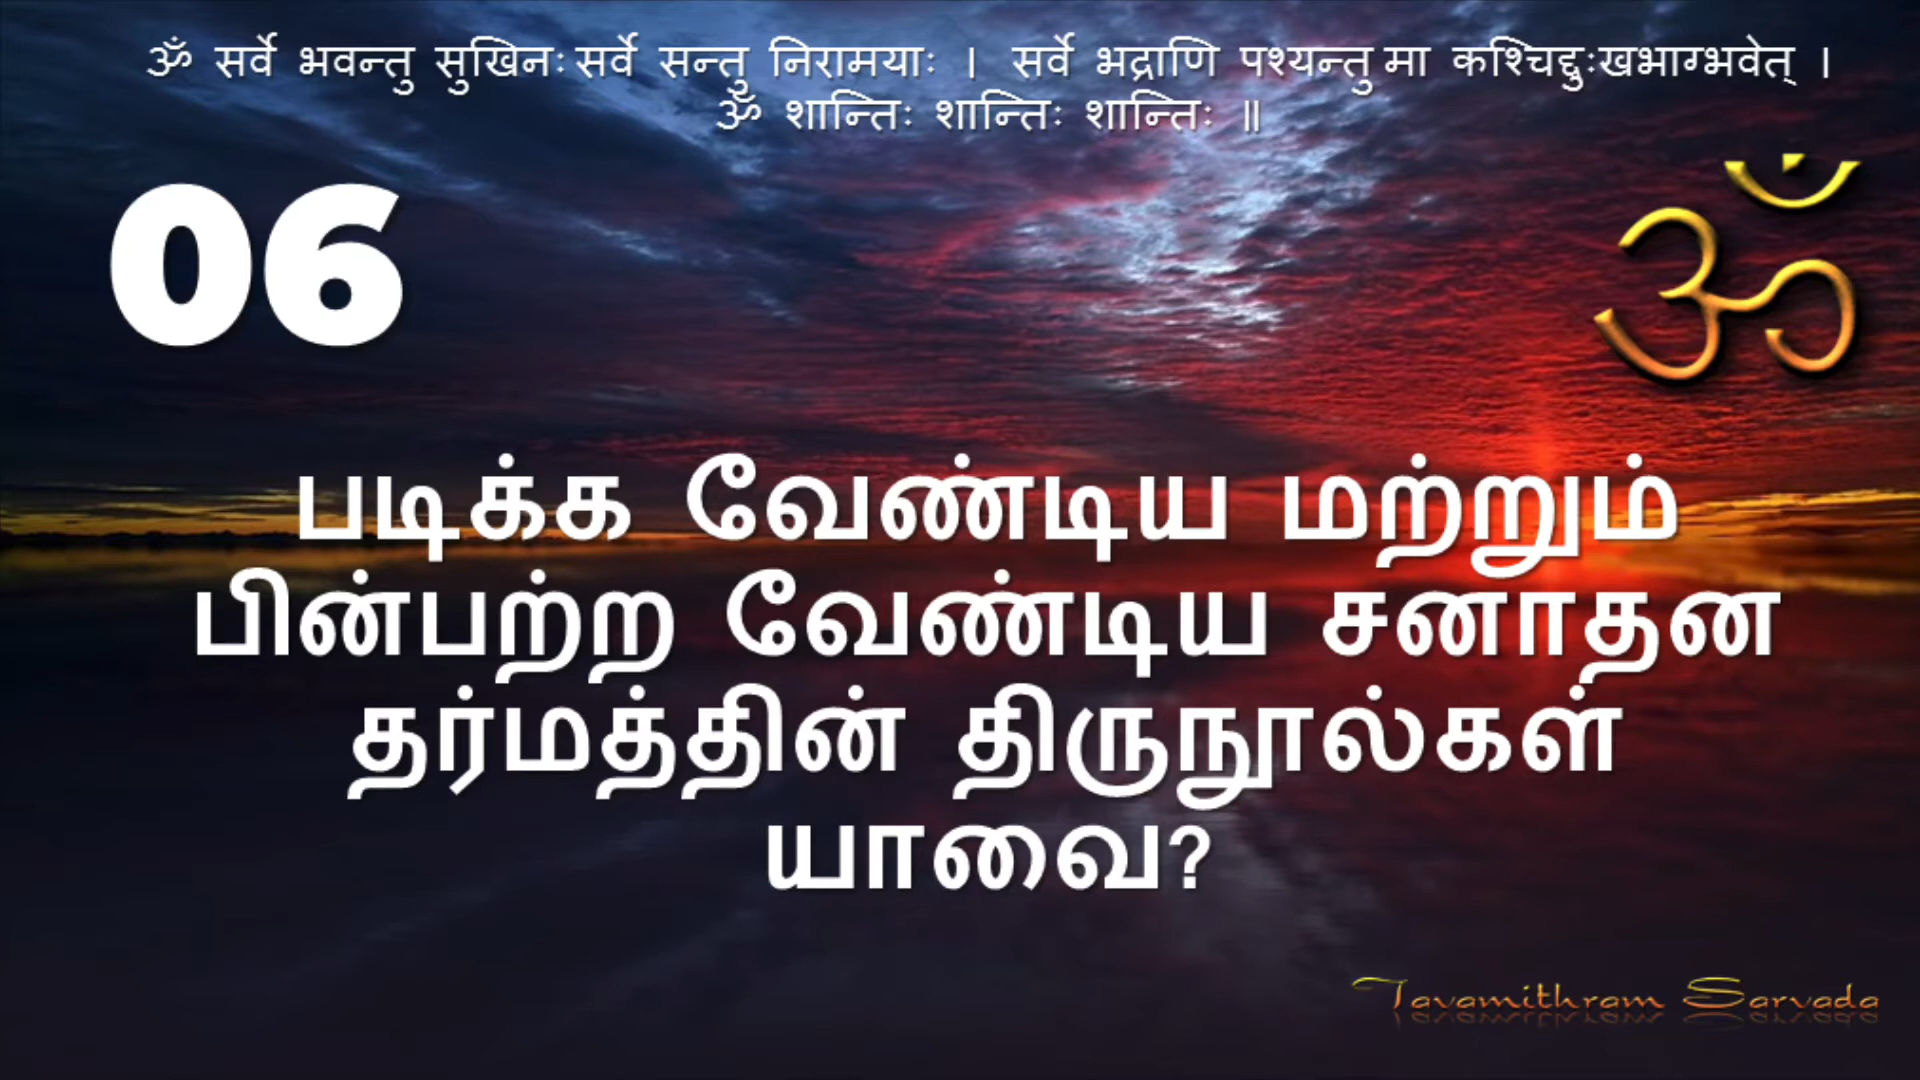 ॐ सर्वे भवन्तु सुखिनः सर्वे सन्तु निरामयाः । सर्वे भद्राणि पश्यन्तु मा कश्चिद्दुःखभाग्भवेत् ।
ॐ शान्तिः शान्तिः शान्तिः ॥
06
ॐ
படிக்க வேண்டிய மற்றும்
பின்பற்ற வேண்டிய சனாதன
தர்மத்தின் திருநூல்கள்
யாவை?
Tavamithram Sarvada